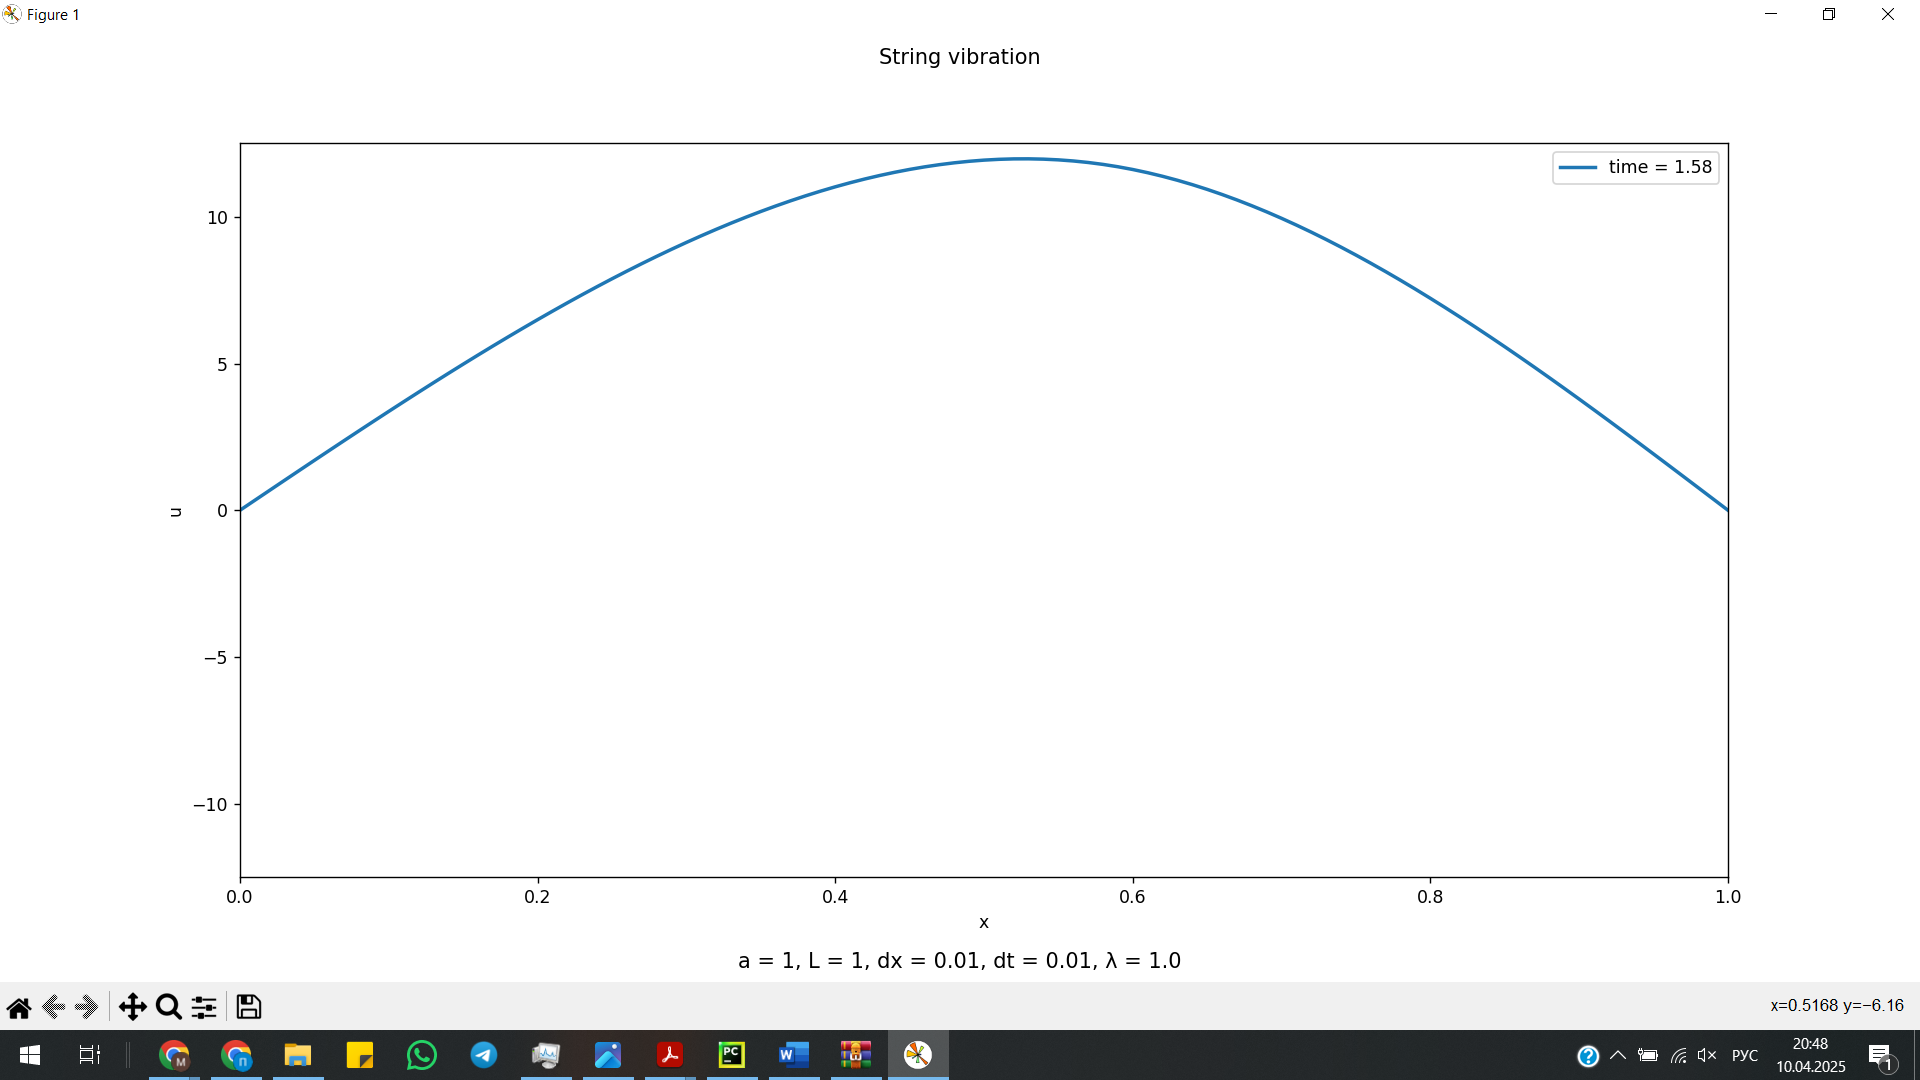 Figure 1
String vibration
time = 1.58
10
5
0
−5
−10
u
0.0 0.2 0.4 0.6 0.8 1.0
x
a = 1, L = 1, dx = 0.01, dt = 0.01, λ = 1.0
x=0.5168 y=−6.16
М
П
PC
W
?
РУС
20:48
10.04.2025
1